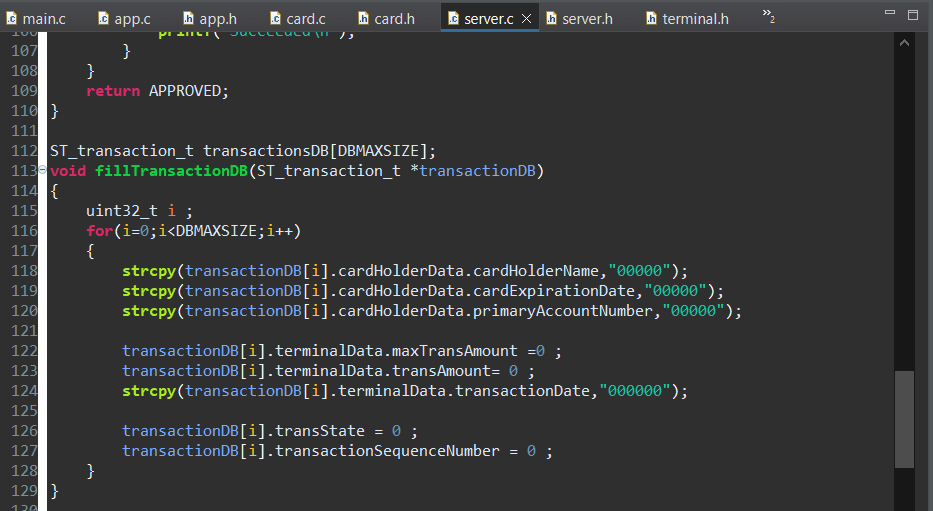 main.c app.c app.h card.c card.h server.c server.h terminal.h »2
107 }
108 }
109 return APPROVED;
110 }
111
112 ST_transaction_t transactionsDB[DBMAXSIZE];
113 void fillTransactionDB(ST_transaction_t *transactionDB)
114 {
115 uint32_t i ;
116 for(i=0;i<DBMAXSIZE;i++)
117 {
118 strcpy(transactionDB[i].cardHolderData.cardHolderName,"00000");
119 strcpy(transactionDB[i].cardHolderData.cardExpirationDate,"00000");
120 strcpy(transactionDB[i].cardHolderData.primaryAccountNumber,"00000");
121
122 transactionDB[i].terminalData.maxTransAmount =0 ;
123 transactionDB[i].terminalData.transAmount= 0 ;
124 strcpy(transactionDB[i].terminalData.transactionDate,"000000");
125
126 transactionDB[i].transState = 0 ;
127 transactionDB[i].transactionSequenceNumber = 0 ;
128 }
129 }